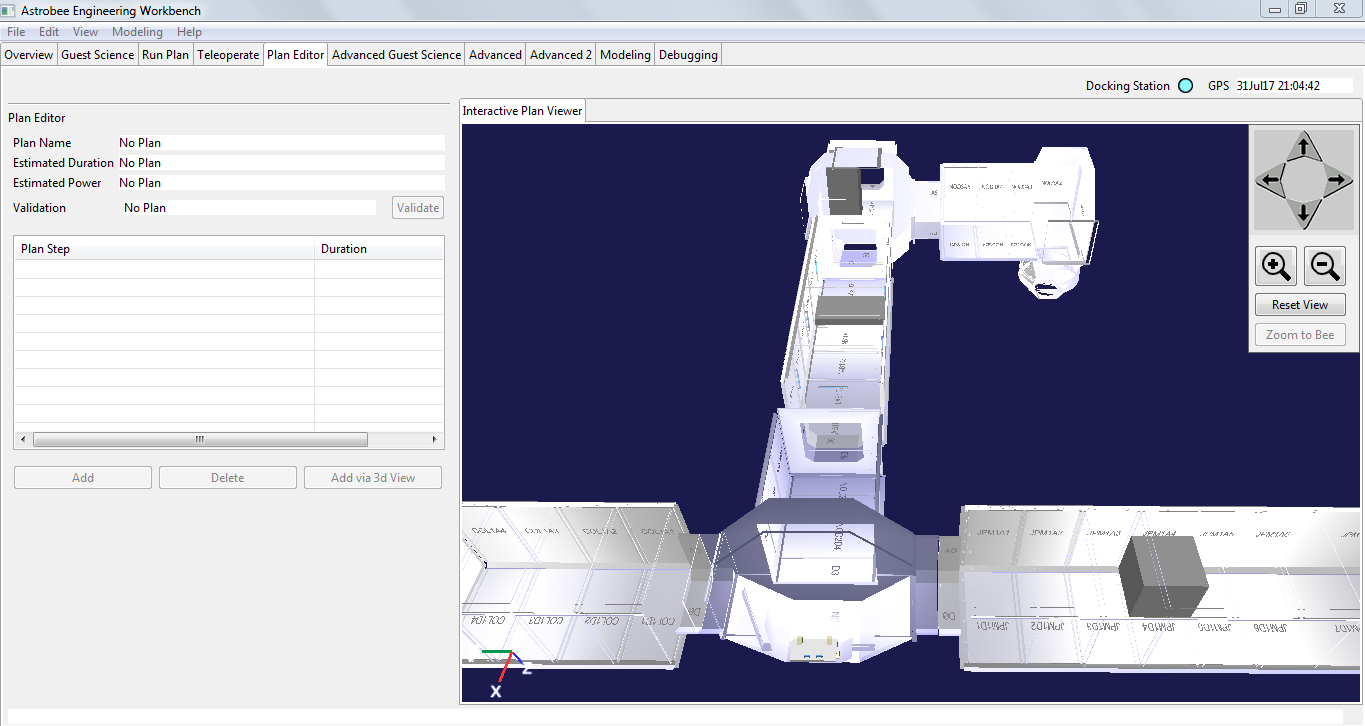 Astrobee Engineering Workbench
File Edit View Modeling Help
Overview Guest Science Run Plan Teleoperate Plan Editor Advanced Guest Science Advanced Advanced 2 Modeling Debugging
Docking Station GPS 31Jul17 21:04:42
Plan Editor
Plan Name No Plan
Estimated Duration No Plan
Estimated Power No Plan
Validation No Plan Validate
Plan Step Duration
Add Delete Add via 3d View
Interactive Plan Viewer
Reset View
Zoom to Bee
COL1A4 COL1A2
JPM1A1 JPM1A2 JPM1A3 JPM1A4 JPM1A5 JPM1A6
D3
COL1D4 COL1D3 COL1D2 COL1D1 D0
D0 JPM1D1 JPM1D2 JPM1D3 JPM1D4 JPM1D5 JPM1D6 JPM1D7
Z
X